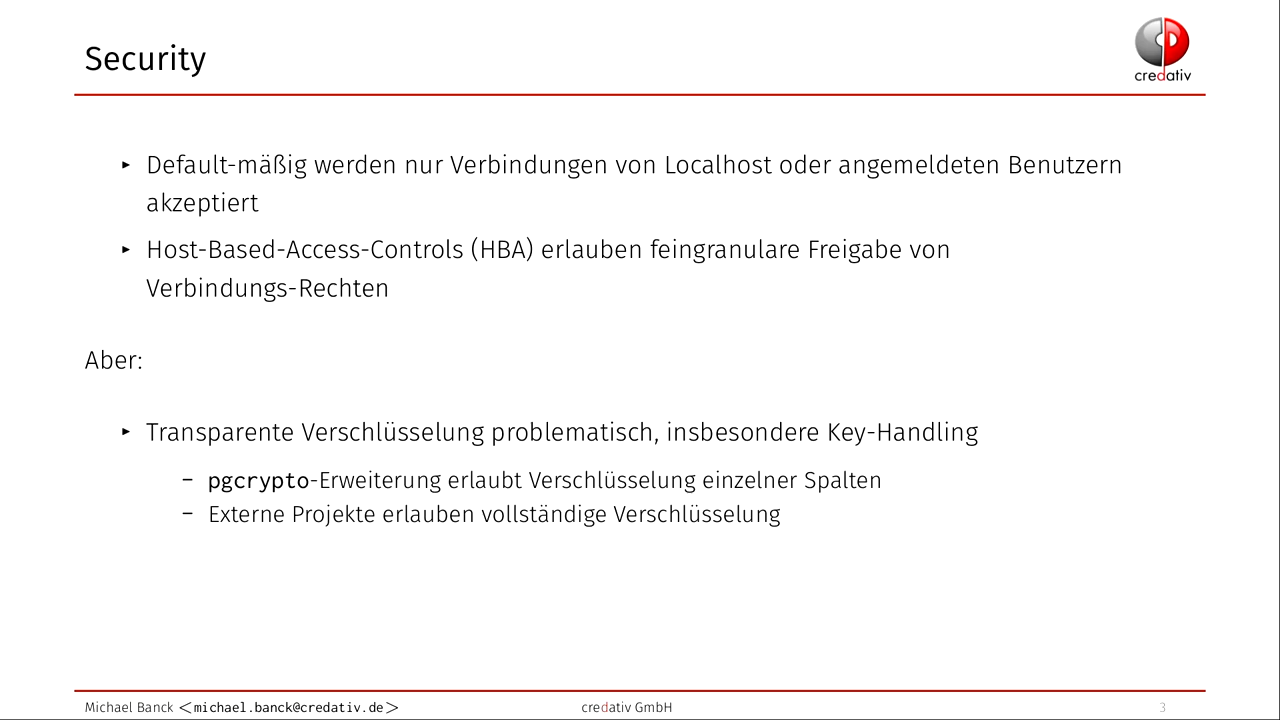 Security
credativ
▸ Default-mäßig werden nur Verbindungen von Localhost oder angemeldeten Benutzern
akzeptiert
▸ Host-Based-Access-Controls (HBA) erlauben feingranulare Freigabe von
Verbindungs-Rechten
Aber:
▸ Transparente Verschlüsselung problematisch, insbesondere Key-Handling
– pgcrypto-Erweiterung erlaubt Verschlüsselung einzelner Spalten
– Externe Projekte erlauben vollständige Verschlüsselung
Michael Banck <michael.banck@credativ.de> credativ GmbH 3